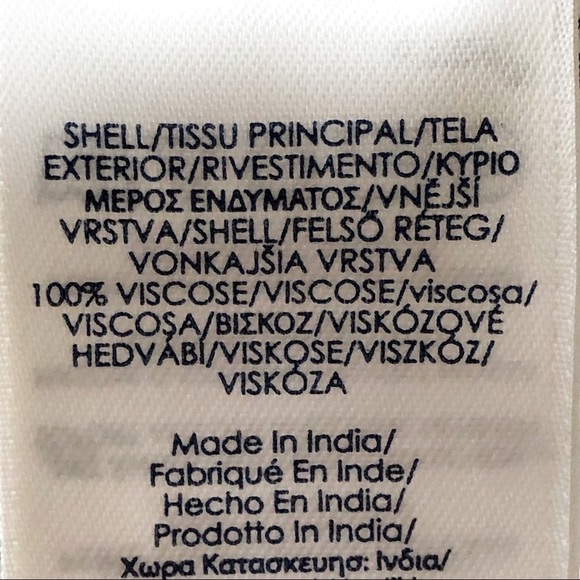 SHELL/TISSU PRINCIPAL/TELA
EXTERIOR/RIVESTIMENTO/ΚΥΡΙΟ
ΜΕΡΟΣ ΕΝΔΥΜΑΤΟΣ/VNĚJŠÍ
VRSTVA/SHELL/FELSŐ RÉTEG/
VONKAJŠIA VRSTVA
100% VISCOSE/VISCOSE/viscosa/
VISCOSA/ΒΙΣΚΟΖ/VISKÓZOVÉ
HEDVÁBÍ/VISKOSE/VISZKÓZ/
VISKÓZA
Made In India/
Fabriqué En Inde/
Hecho En India/
Prodotto In India/
Χωρα Κατασκευησ: Ινδια/